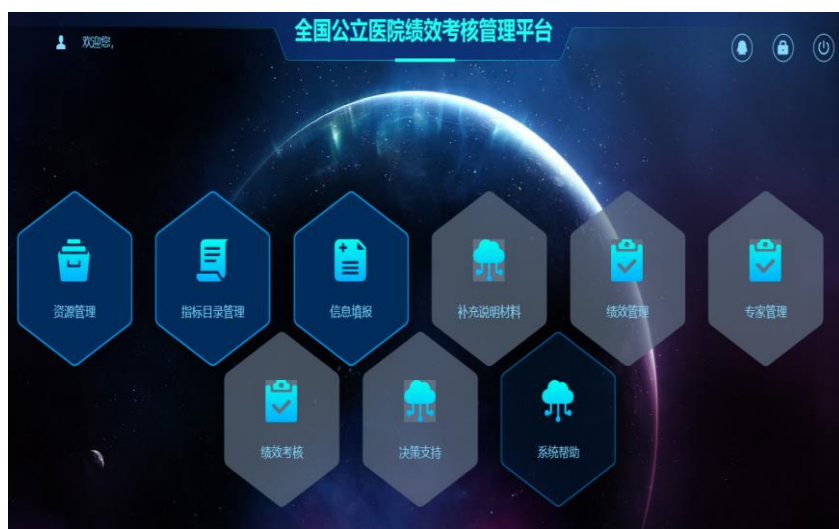 全国公立医院绩效考核管理平台
欢迎您,
资源管理
指标目录管理
信息填报
补充说明材料
绩效管理
专家管理
绩效考核
决策支持
系统帮助